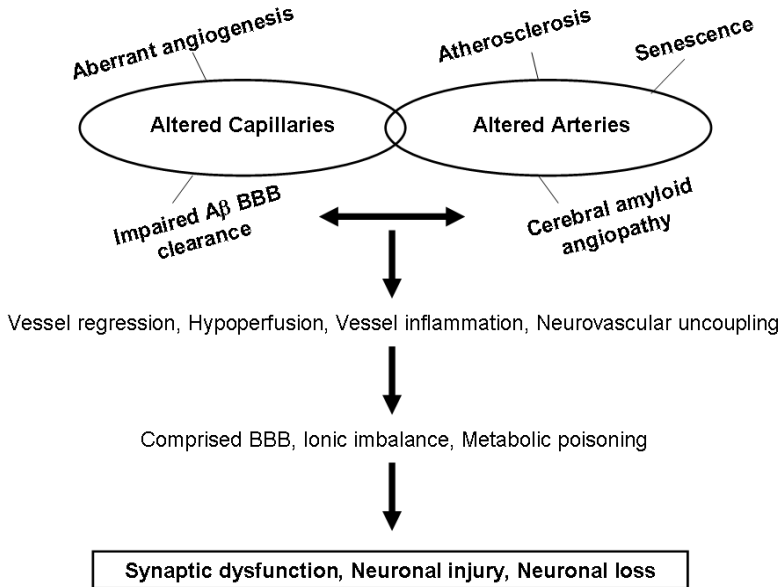 Aberrant angiogenesis
Atherosclerosis
Senescence
Altered Capillaries
Altered Arteries
Impaired Aβ BBB
clearance
Cerebral amyloid
angiopathy
Vessel regression, Hypoperfusion, Vessel inflammation, Neurovascular uncoupling
Comprised BBB, Ionic imbalance, Metabolic poisoning
Synaptic dysfunction, Neuronal injury, Neuronal loss